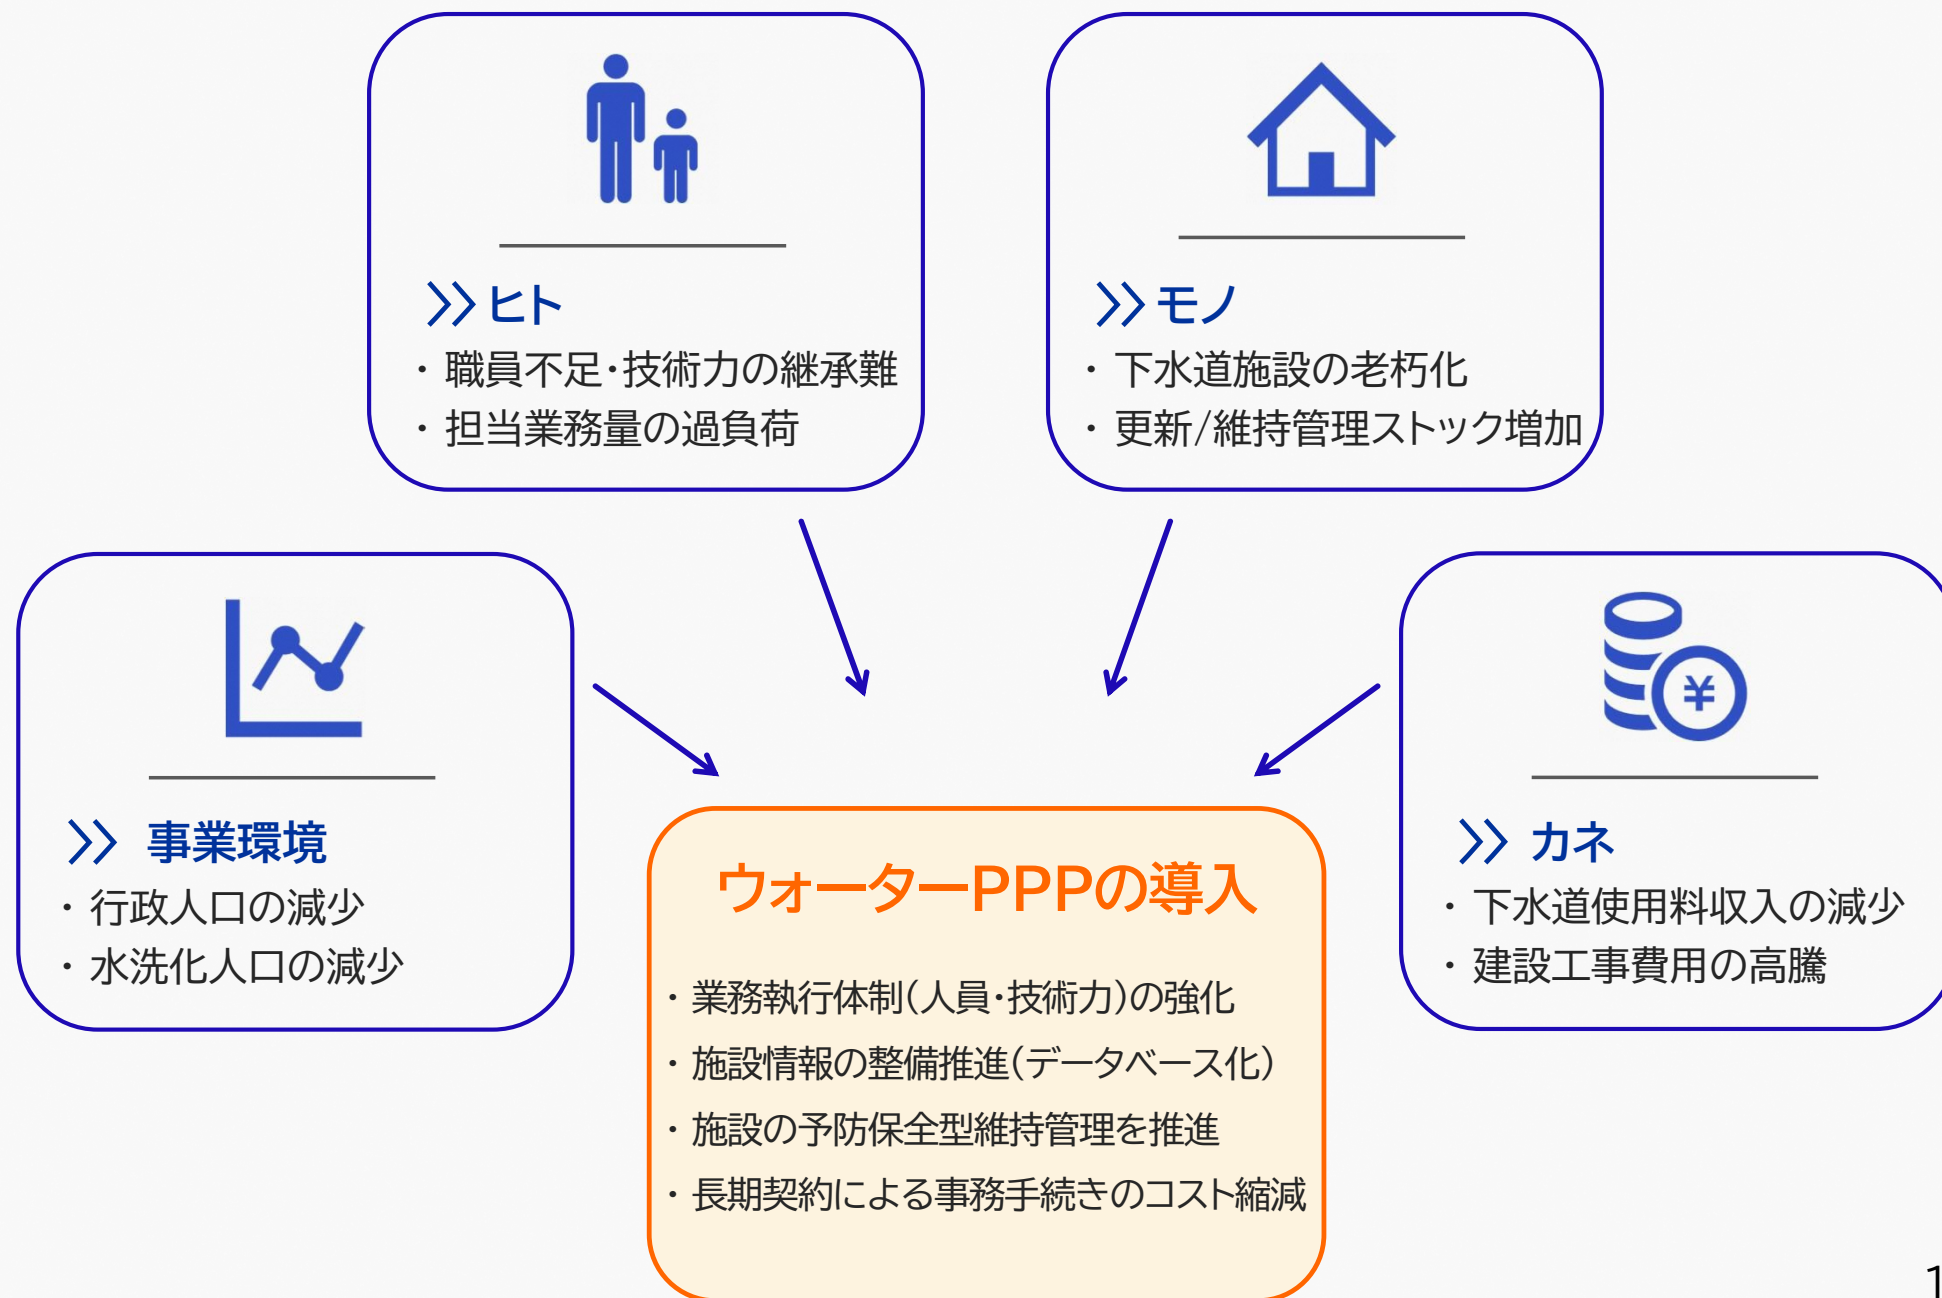 ヒト
・職員不足・技術力の継承難
・担当業務量の過負荷
モノ
・下水道施設の老朽化
・更新/維持管理ストック増加
事業環境
・行政人口の減少
・水洗化人口の減少
¥
カネ
・下水道使用料収入の減少
・建設工事費用の高騰
ウォーターPPPの導入
・業務執行体制(人員・技術力)の強化
・施設情報の整備推進(データベース化)
・施設の予防保全型維持管理を推進
・長期契約による事務手続きのコスト縮減
1